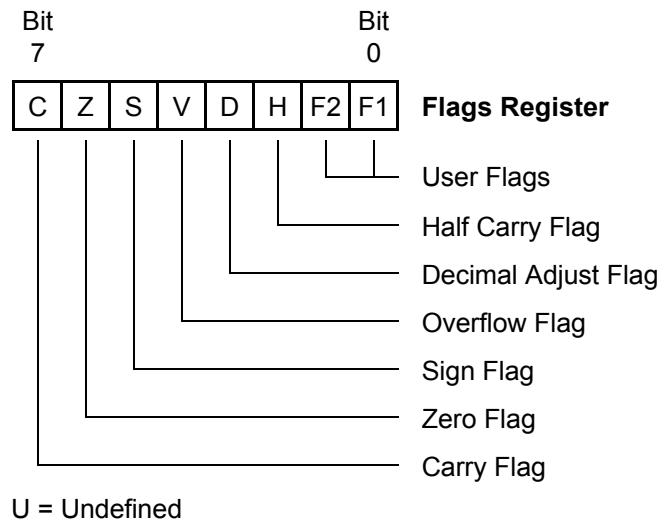 Bit Bit
7 0
C Z S V D H F2 F1 Flags Register
User Flags
Half Carry Flag
Decimal Adjust Flag
Overflow Flag
Sign Flag
Zero Flag
Carry Flag
U = Undefined